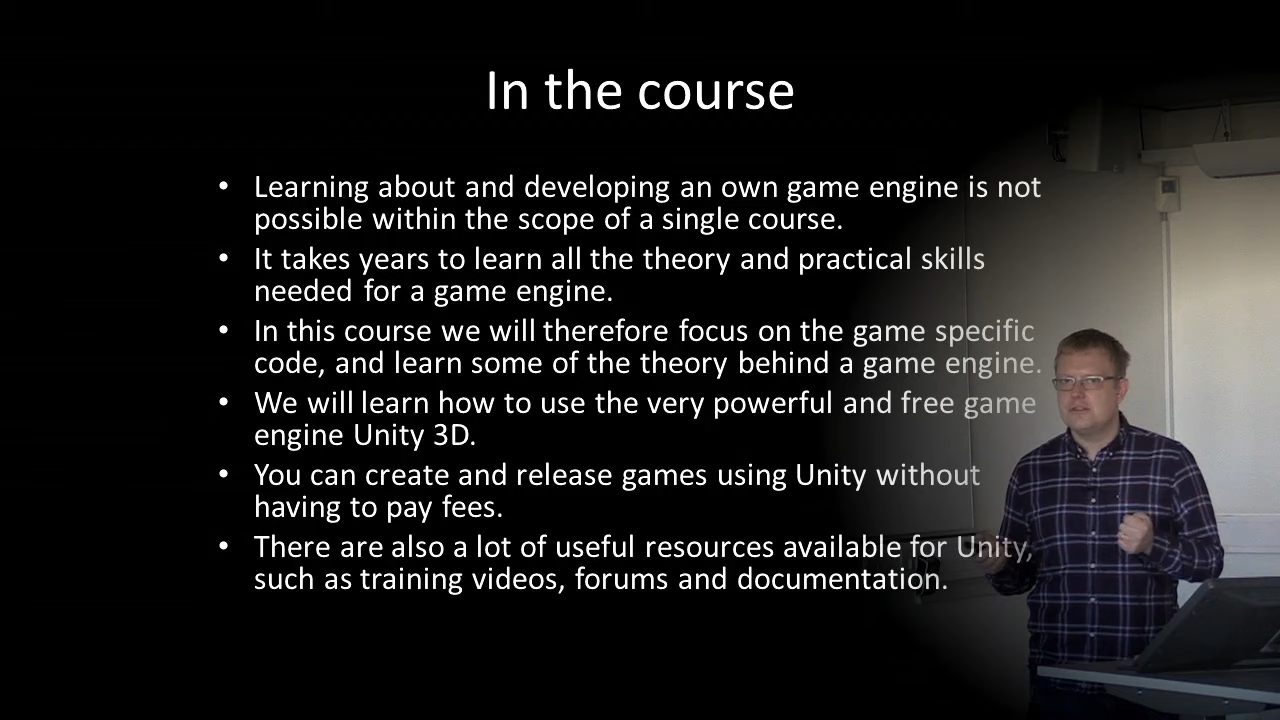 In the course
• Learning about and developing an own game engine is not
possible within the scope of a single course.
• It takes years to learn all the theory and practical skills
needed for a game engine.
• In this course we will therefore focus on the game specific
code, and learn some of the theory behind a game engine.
• We will learn how to use the very powerful and free game
engine Unity 3D.
• You can create and release games using Unity without
having to pay fees.
• There are also a lot of useful resources available for Unity,
such as training videos, forums and documentation.